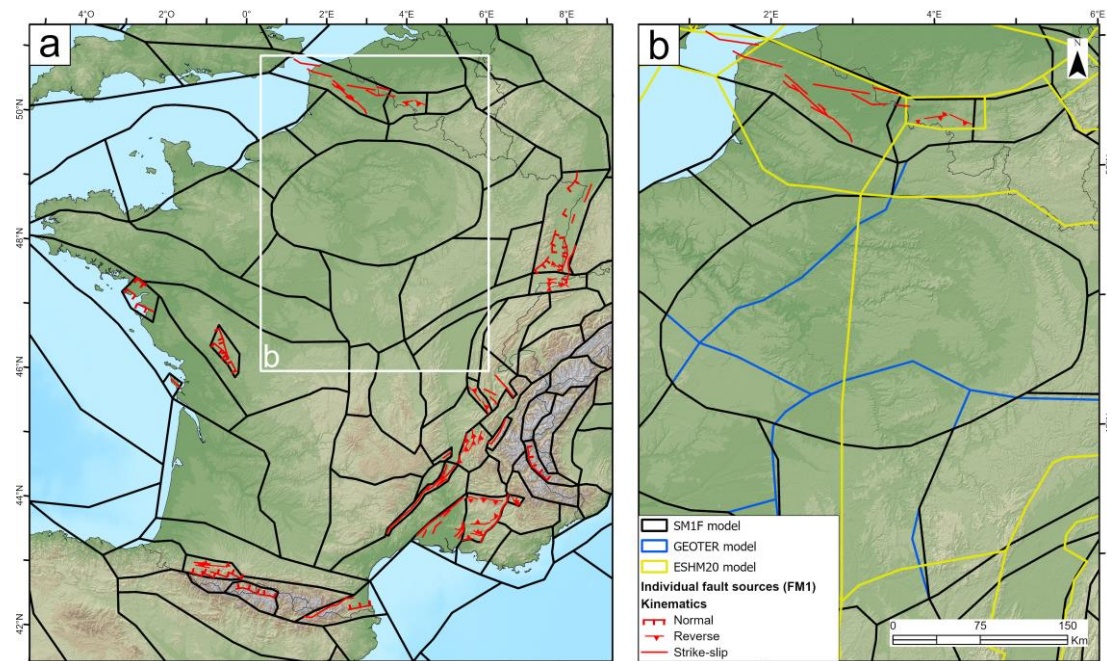 a
4°O
2°O
0°
2°E
4°E
6°E
8°E
50°N
48°N
46°N
44°N
42°N
b
b
2°E
4°E
6°E
N
SM1F model
GEOTER model
ESHM20 model
Individual fault sources (FM1)
Kinematics
Normal
Reverse
Strike-slip
0 75 150
Km